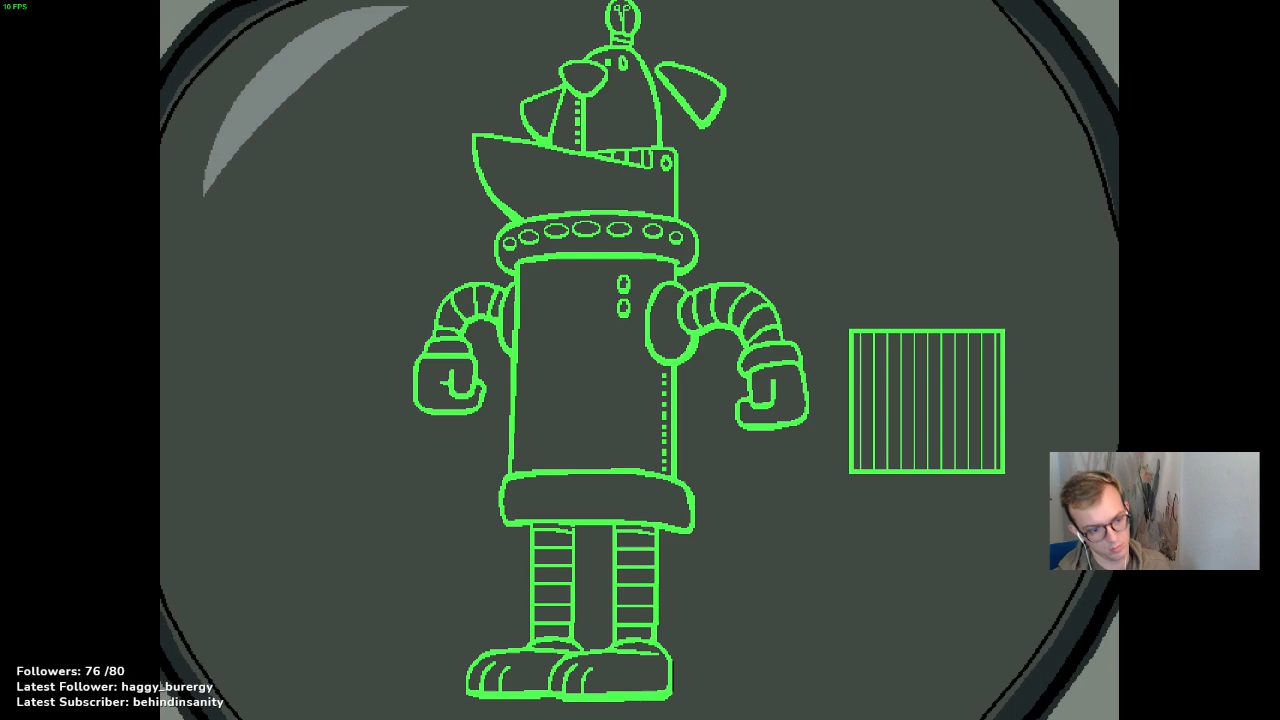 10 FPS
Followers: 76 /80
Latest Follower: haggy_burergy
Latest Subscriber: behindinsanity